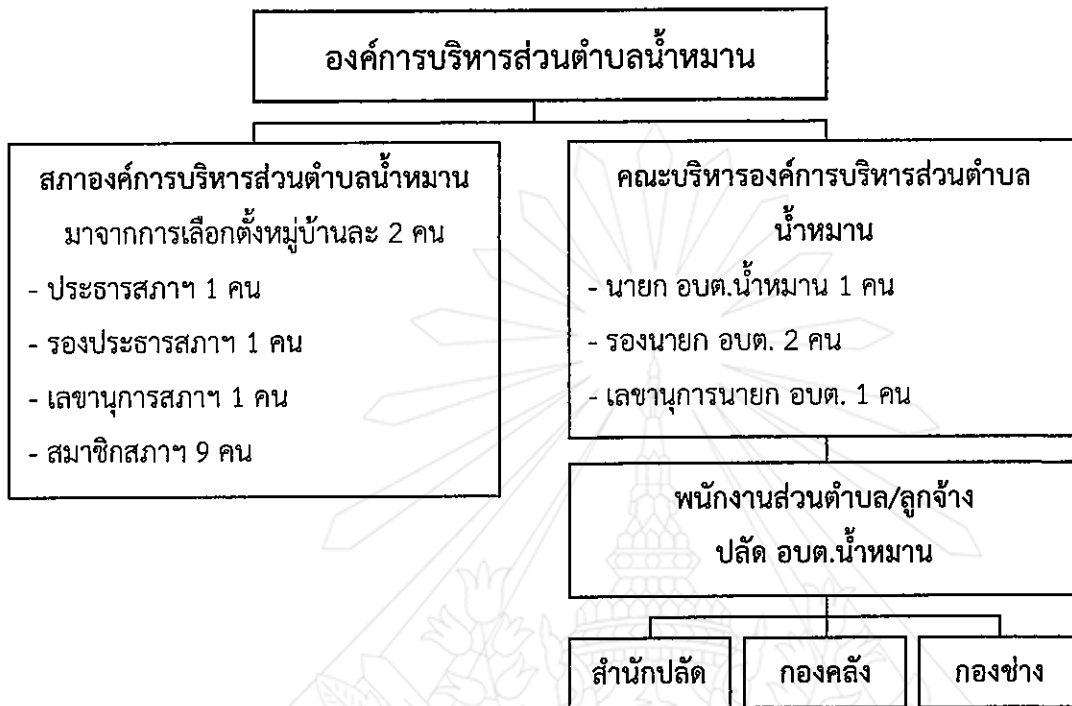 องค์การบริหารส่วนตำบลน้ำหมาน
สภาองค์การบริหารส่วนตำบลน้ำหมาน
มาจากการเลือกตั้งหมู่บ้านละ 2 คน
- ประธารสภาฯ 1 คน
- รองประธารสภาฯ 1 คน
- เลขานุการสภาฯ 1 คน
- สมาชิกสภาฯ 9 คน
คณะบริหารองค์การบริหารส่วนตำบล
น้ำหมาน
- นายก อบต.น้ำหมาน 1 คน
- รองนายก อบต. 2 คน
- เลขานุการนายก อบต. 1 คน
พนักงานส่วนตำบล/ลูกจ้าง
ปลัด อบต.น้ำหมาน
สำนักปลัด
กองคลัง
กองช่าง